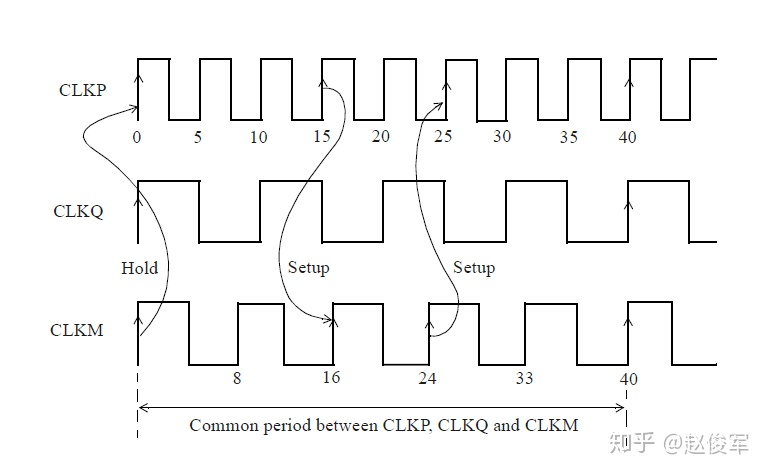 CLKP
0 5 10 15 20 25 30 35 40
CLKQ
Hold Setup Setup
CLKM
8 16 24 33 40
Common period between CLKP, CLKQ and CLKM
知乎 @赵俊军